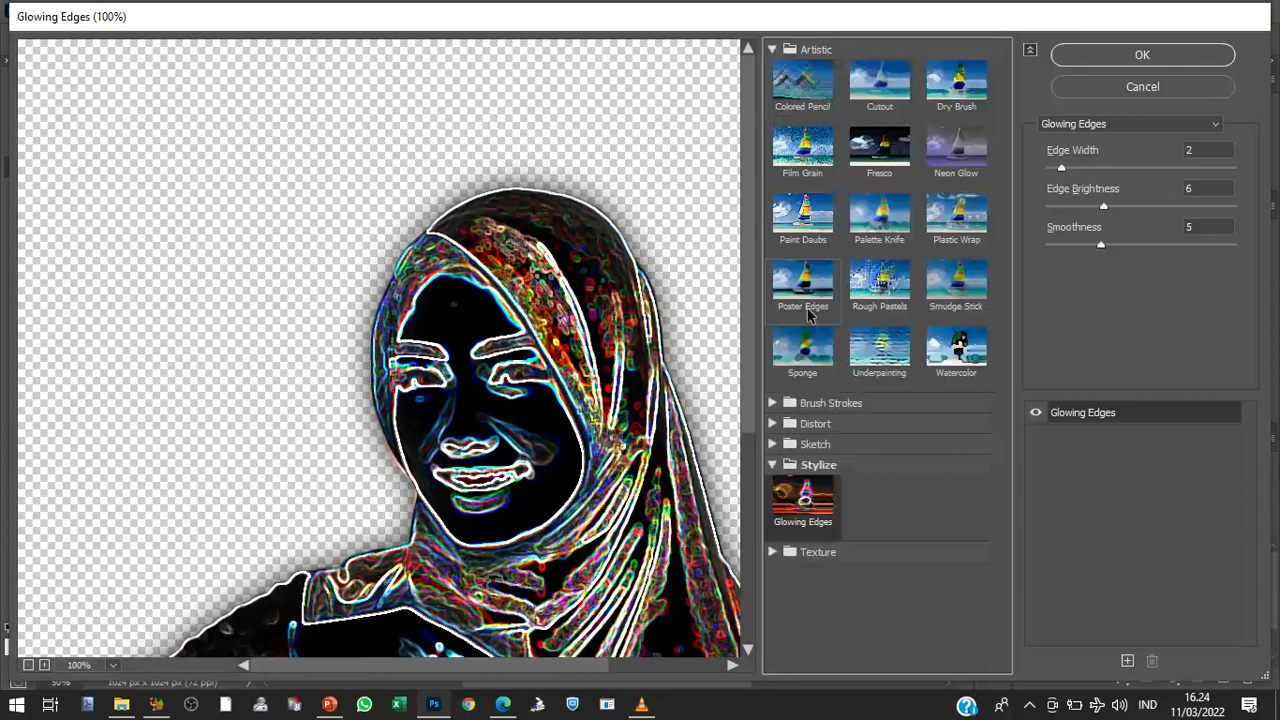 Glowing Edges (100%)
Artistic
Colored Pencil
Cutout
Dry Brush
Film Grain
Fresco
Neon Glow
Paint Daubs
Palette Knife
Plastic Wrap
Poster Edges
Rough Pastels
Smudge Stick
Sponge
Underpainting
Watercolor
Brush Strokes
Distort
Sketch
Stylize
Glowing Edges
Texture
OK
Cancel
Glowing Edges
Edge Width 2
Edge Brightness 6
Smoothness 5
Glowing Edges
100%
Ps
IND
16.24
11/03/2022